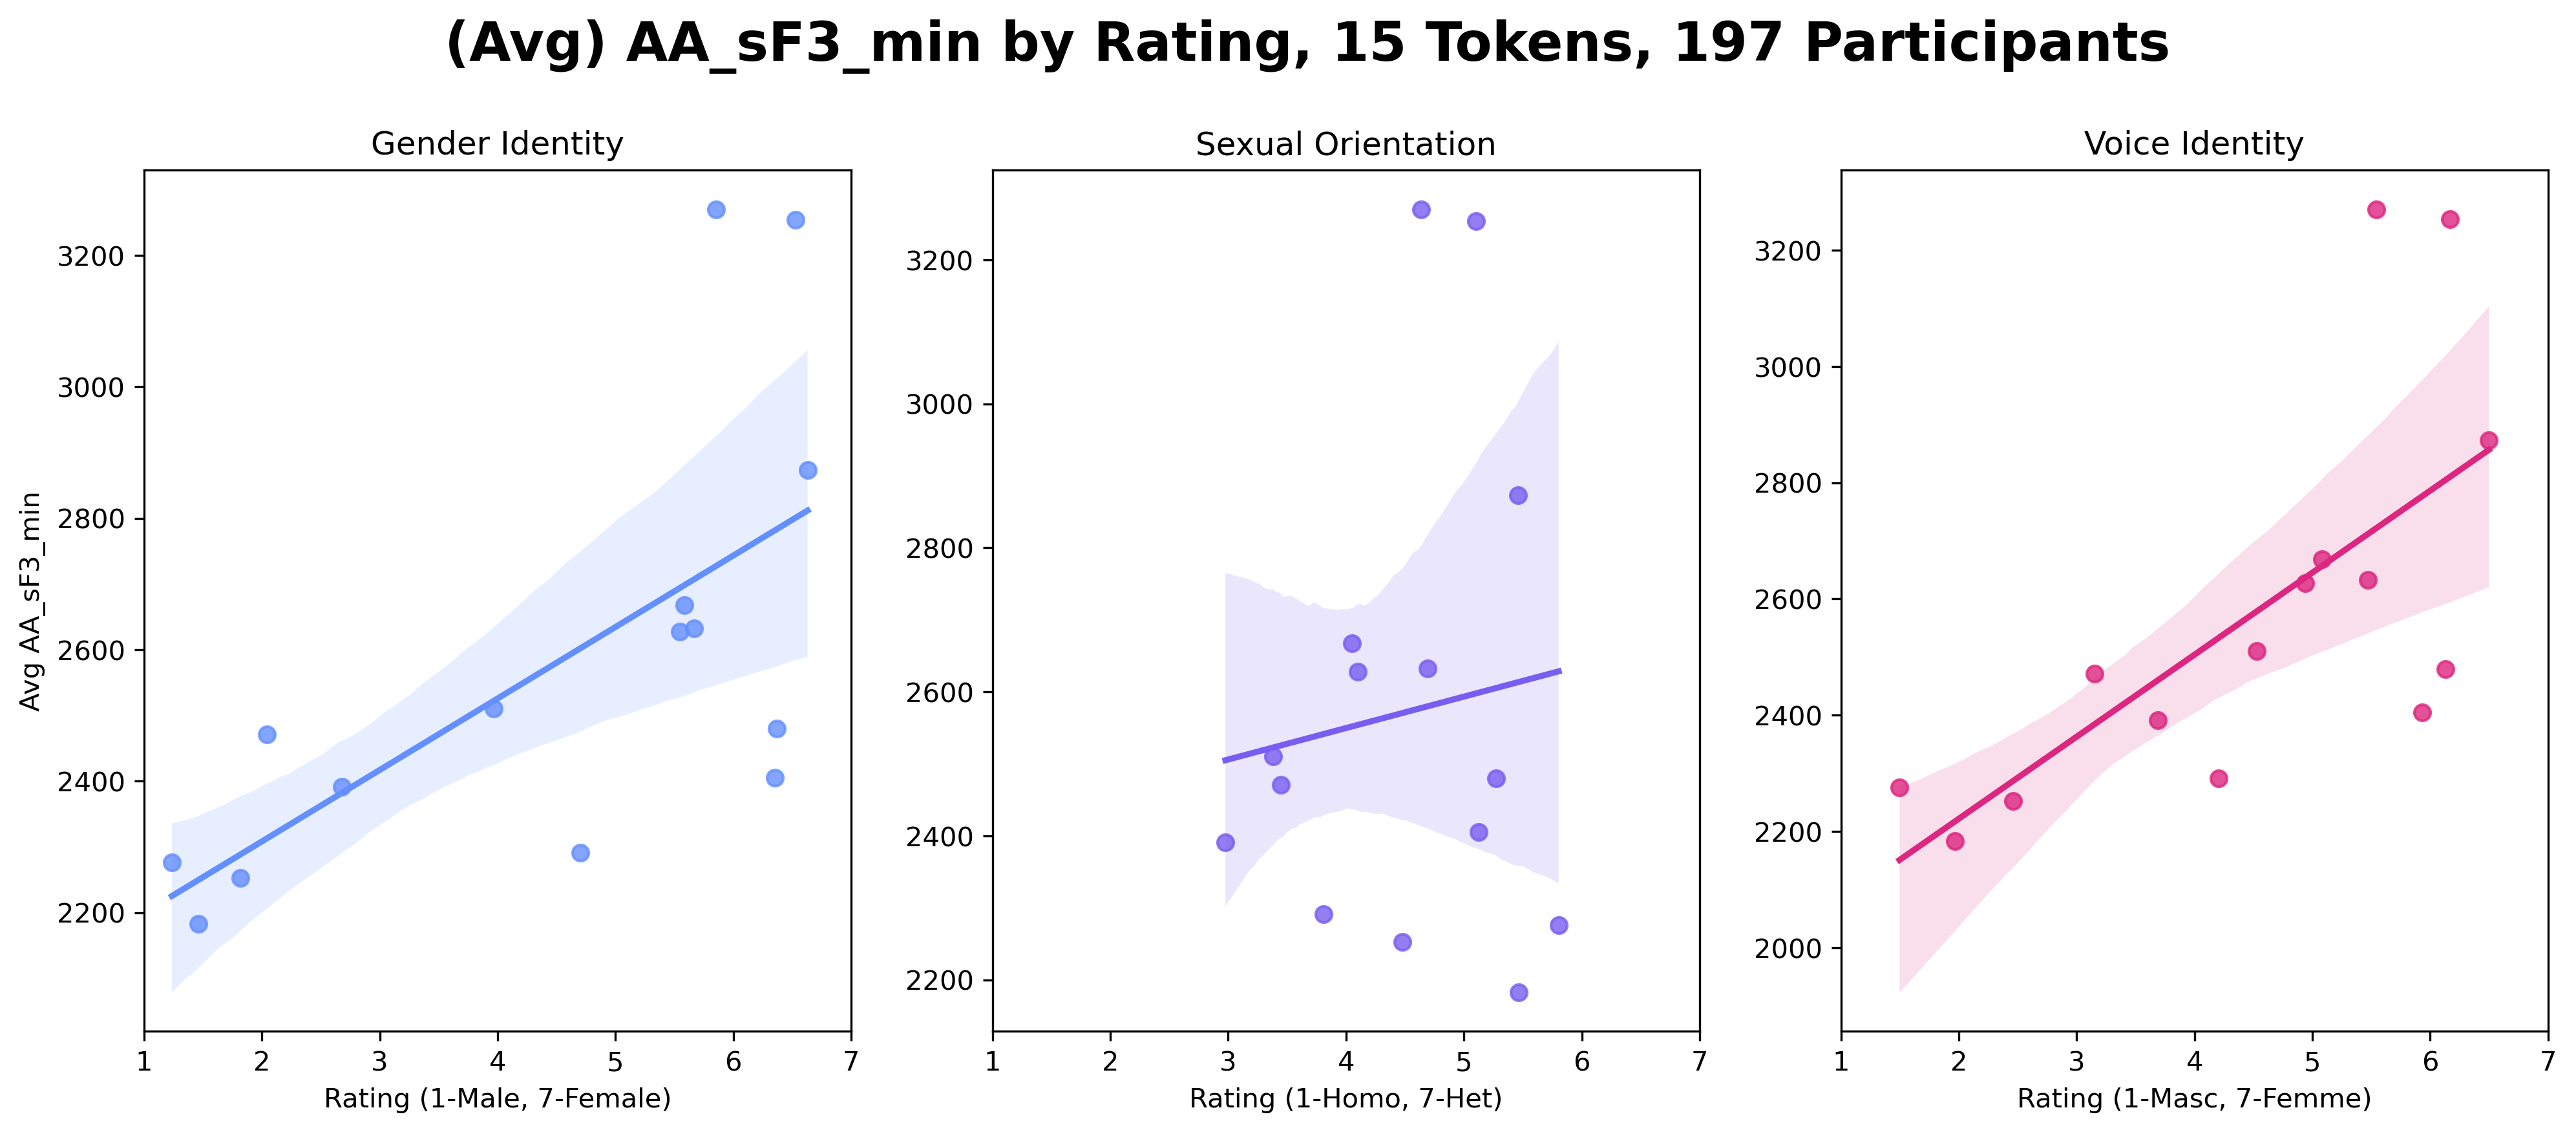 (Avg) AA_sF3_min by Rating, 15 Tokens, 197 Participants
Gender Identity
Sexual Orientation
Voice Identity
Avg AA_sF3_min
3200
3000
2800
2600
2400
2200
1 2 3 4 5 6 7
Rating (1-Male, 7-Female)
3200
3000
2800
2600
2400
2200
1 2 3 4 5 6 7
Rating (1-Homo, 7-Het)
3200
3000
2800
2600
2400
2200
2000
1 2 3 4 5 6 7
Rating (1-Masc, 7-Femme)